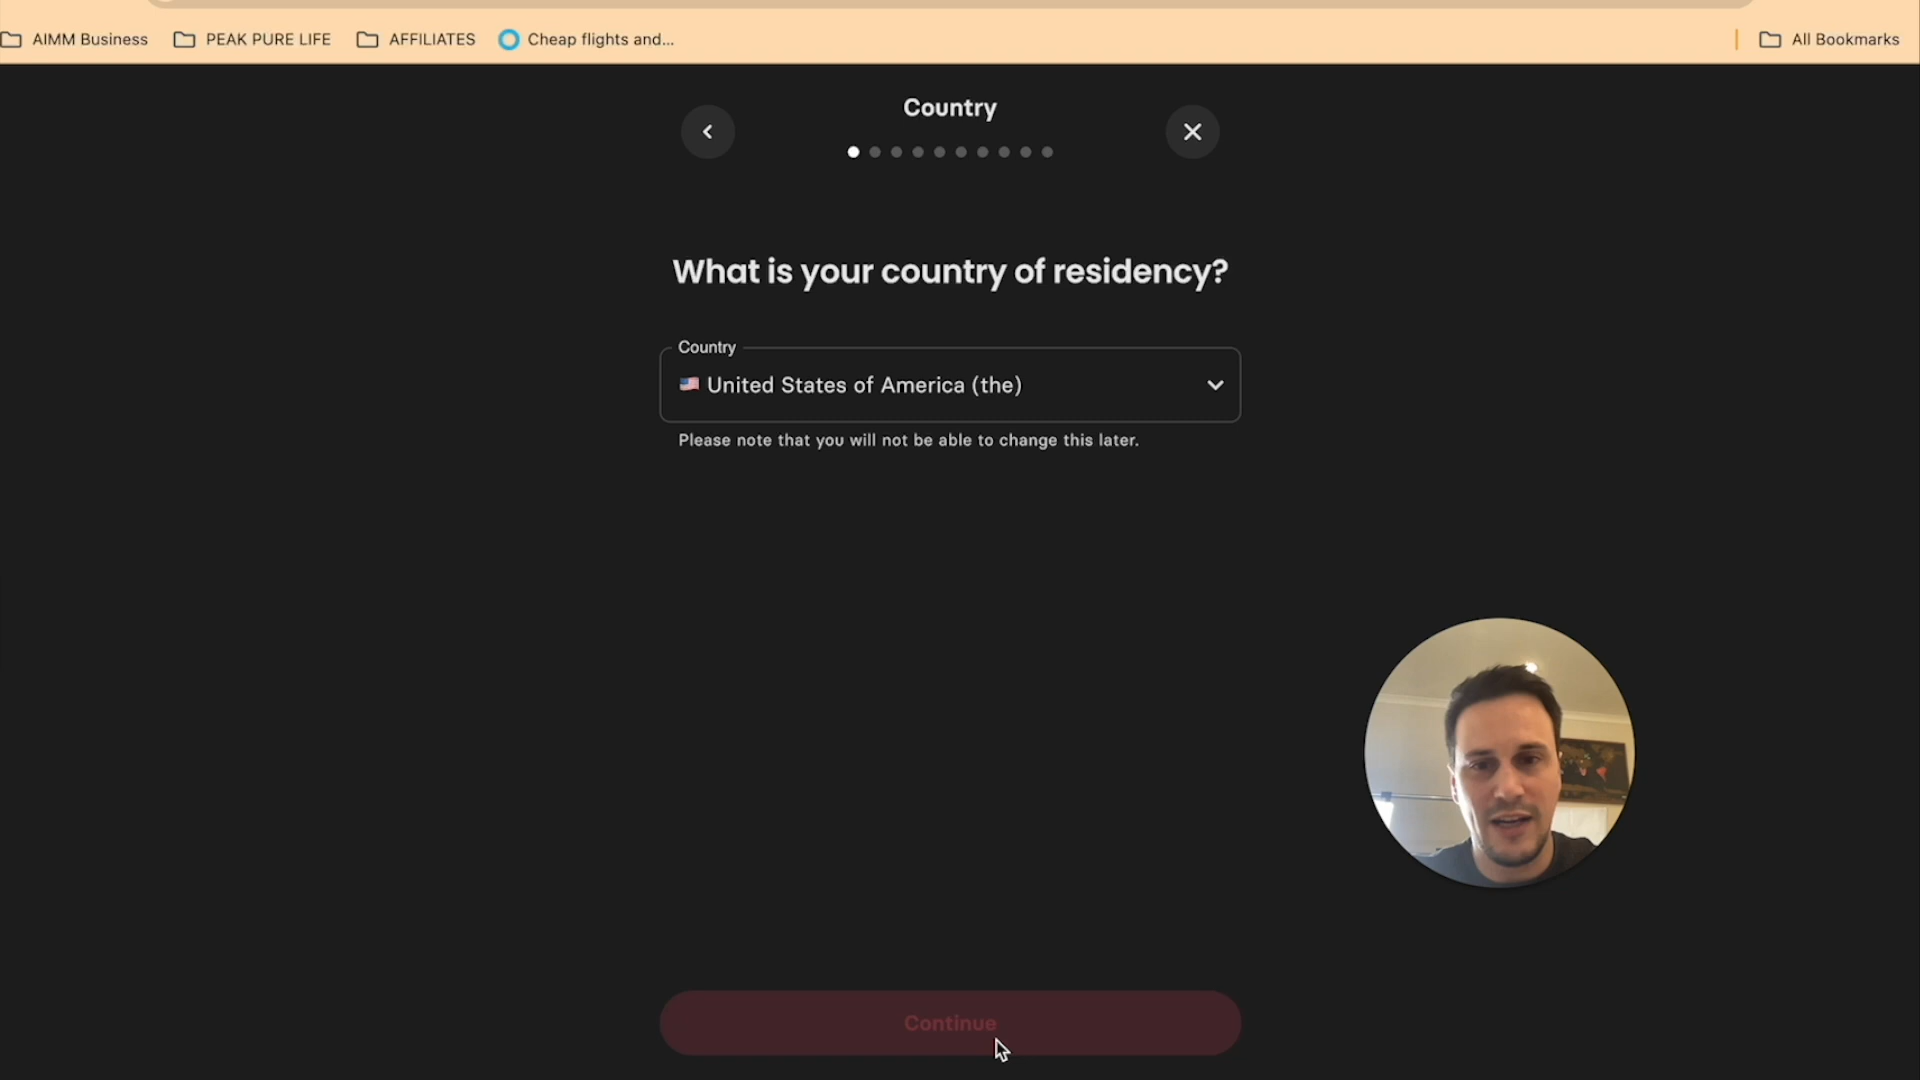 AIMM Business
PEAK PURE LIFE
AFFILIATES
Cheap flights and...
All Bookmarks
Country
What is your country of residency?
Country
United States of America (the)
Please note that you will not be able to change this later.
Continue